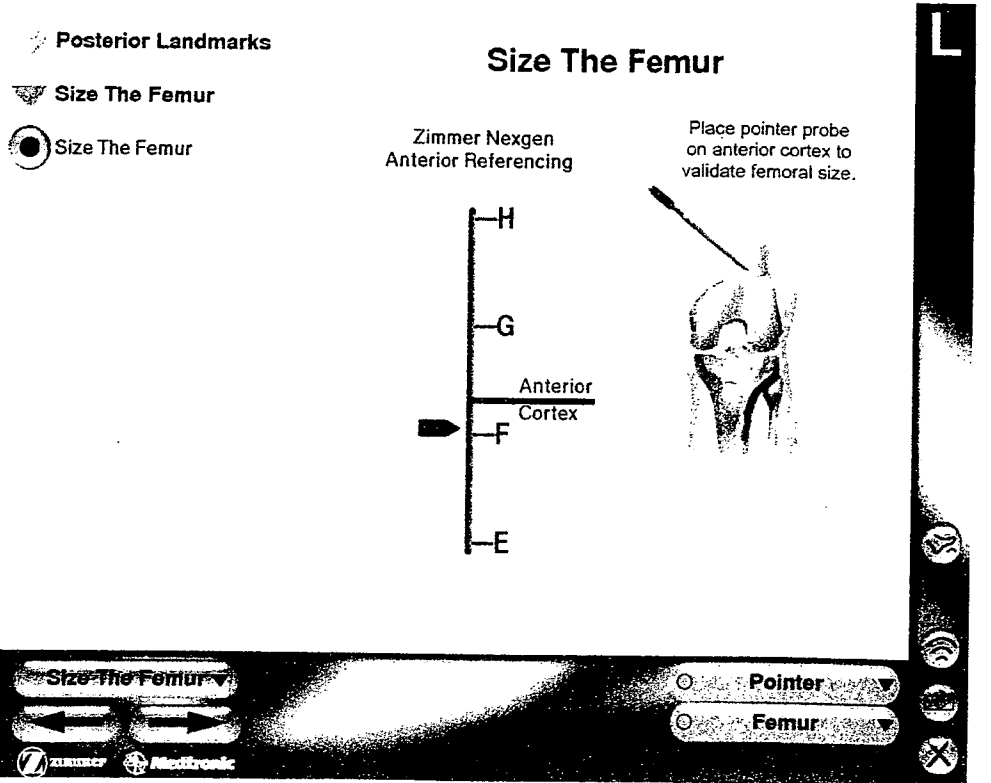 Posterior Landmarks
Size The Femur
Size The Femur
Size The Femur
Zimmer Nexgen
Anterior Referencing
Place pointer probe
on anterior cortex to
validate femoral size.
H
G
Anterior
Cortex
F
E
L
Size The Femur
Pointer
Femur
zimmer
Medtronic